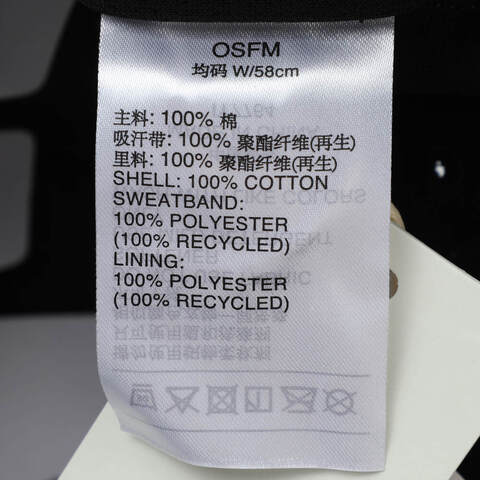 OSFM
均码 W/58cm
主料: 100% 棉
吸汗带: 100% 聚酯纤维(再生)
里料: 100% 聚酯纤维(再生)
SHELL: 100% COTTON
SWEATBAND:
100% POLYESTER
(100% RECYCLED)
LINING:
100% POLYESTER
(100% RECYCLED)